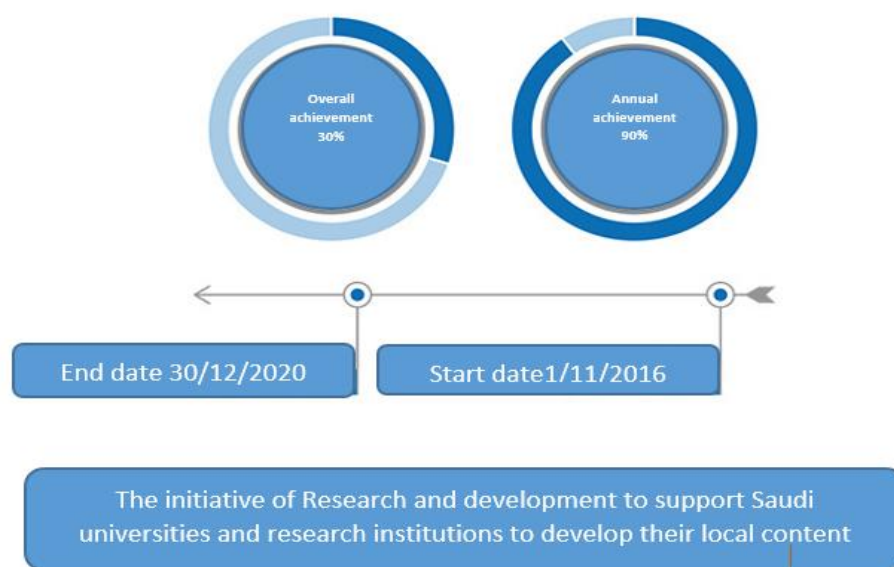 Overall
achievement
30%
Annual
achievement
90%
End date 30/12/2020
Start date1/11/2016
The initiative of Research and development to support Saudi
universities and research institutions to develop their local content